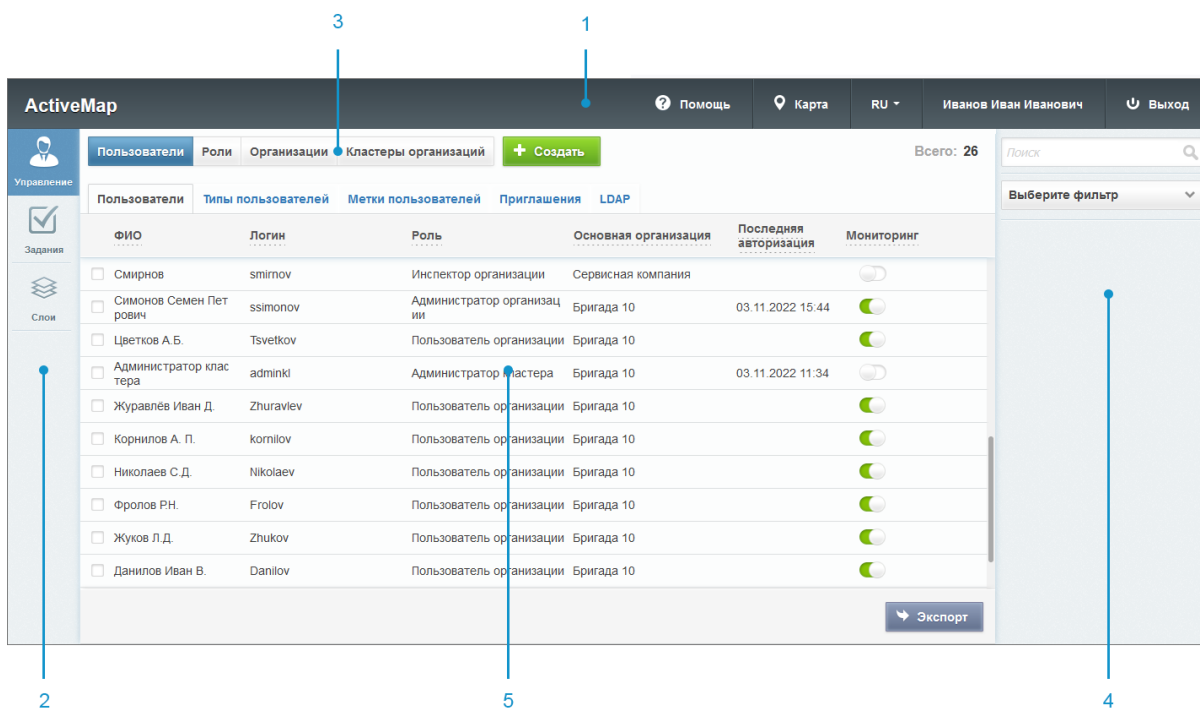 3
1
ActiveMap
Помощь
Карта
RU
Иванов Иван Иванович
Выход
Управление
Задания
Слои
Пользователи
Роли
Организации
Кластеры организаций
+ Создать
Всего: 26
Поиск
Выберите фильтр
Пользователи
Типы пользователей
Метки пользователей
Приглашения
LDAP
ФИО
Логин
Роль
Основная организация
Последняя
авторизация
Мониторинг
Смирнов
smirnov
Инспектор организации
Сервисная компания
Симонов Семен Пет
рович
ssimonov
Администратор организац
ии
Бригада 10
03.11.2022 15:44
Цветков А.Б.
Tsvetkov
Пользователь организации
Бригада 10
Администратор клас
тера
adminkl
Администратор кластера
Бригада 10
03.11.2022 11:34
Журавлёв Иван Д.
Zhuravlev
Пользователь организации
Бригада 10
Корнилов А. П.
kornilov
Пользователь организации
Бригада 10
Николаев С.Д.
Nikolaev
Пользователь организации
Бригада 10
Фролов Р.Н.
Frolov
Пользователь организации
Бригада 10
Жуков Л.Д.
Zhukov
Пользователь организации
Бригада 10
Данилов Иван В.
Danilov
Пользователь организации
Бригада 10
Экспорт
2
5
4